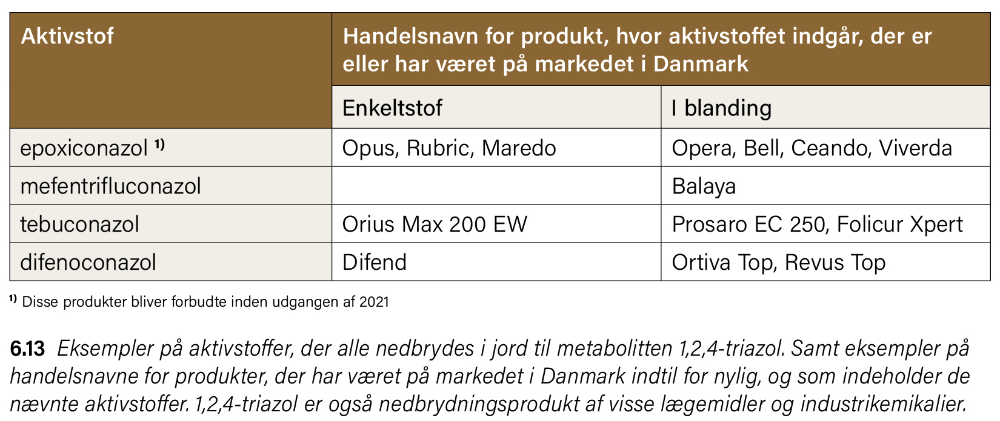 Aktivstof
Handelsnavn for produkt, hvor aktivstoffet indgår, der er
eller har været på markedet i Danmark
Enkeltstof
I blanding
epoxiconazol 1)
Opus, Rubric, Maredo
Opera, Bell, Ceando, Viverda
mefentrifluconazol
Balaya
tebuconazol
Orius Max 200 EW
Prosaro EC 250, Folicur Xpert
difenoconazol
Difend
Ortiva Top, Revus Top
1) Disse produkter bliver forbudte inden udgangen af 2021
6.13 Eksempler på aktivstoffer, der alle nedbrydes i jord til metabolitten 1,2,4-triazol. Samt eksempler på
handelsnavne for produkter, der har været på markedet i Danmark indtil for nylig, og som indeholder de
nævnte aktivstoffer. 1,2,4-triazol er også nedbrydningsprodukt af visse lægemidler og industrikemikalier.